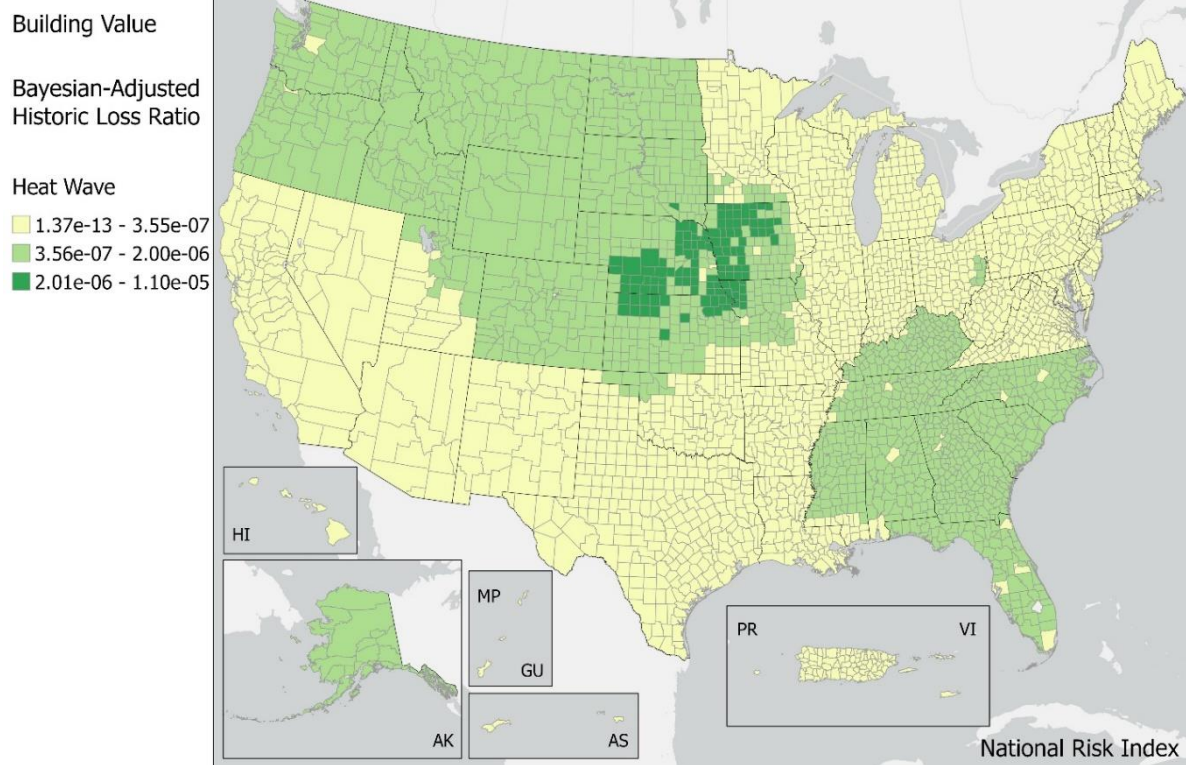 Building Value
Bayesian-Adjusted
Historic Loss Ratio
Heat Wave
1.37e-13 - 3.55e-07
3.56e-07 - 2.00e-06
2.01e-06 - 1.10e-05
HI
AK
MP
GU
AS
PR
VI
National Risk Index